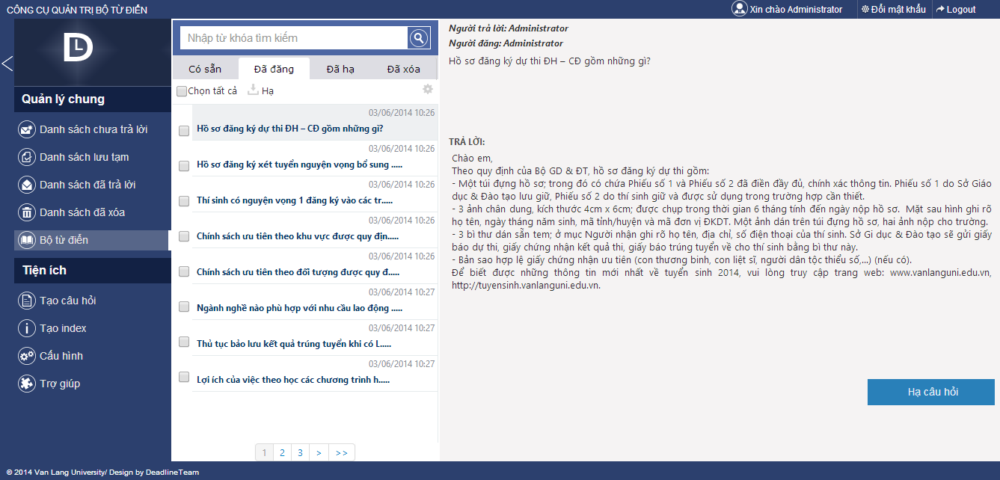 CÔNG CỤ QUẢN TRỊ BỘ TỪ ĐIỂN
Xin chào Administrator
Đổi mật khẩu
Logout
DL
Quản lý chung
Danh sách chưa trả lời
Danh sách lưu tạm
Danh sách đã trả lời
Danh sách đã xóa
Bộ từ điển
Tiện ích
Tạo câu hỏi
Tạo index
Cấu hình
Trợ giúp
Nhập từ khóa tìm kiếm
Có sẵn Đã đăng Đã hạ Đã xóa
Chọn tất cả Hạ
03/06/2014 10:26
Hồ sơ đăng ký dự thi ĐH – CĐ gồm những gì?
03/06/2014 10:26
Hồ sơ đăng ký xét tuyển nguyện vọng bổ sung .....
03/06/2014 10:26
Thí sinh có nguyện vọng 1 đăng ký vào các tr.....
03/06/2014 10:26
Chính sách ưu tiên theo khu vực được quy địn.....
03/06/2014 10:26
Chính sách ưu tiên theo đối tượng được quy đ.....
03/06/2014 10:27
Ngành nghề nào phù hợp với nhu cầu lao động .....
03/06/2014 10:27
Thủ tục bảo lưu kết quả trúng tuyển khi có L.....
03/06/2014 10:27
Lợi ích của việc theo học các chương trình h.....
1 2 3 > >>
Người trả lời: Administrator
Người đăng: Administrator
Hồ sơ đăng ký dự thi ĐH – CĐ gồm những gì?
TRẢ LỜI:
Chào em,
Theo quy định của Bộ GD & ĐT, hồ sơ đăng ký dự thi gồm:
- Một túi đựng hồ sơ; trong đó có chứa Phiếu số 1 và Phiếu số 2 đã điền đầy đủ, chính xác thông tin. Phiếu số 1 do Sở Giáo
dục & Đào tạo lưu giữ, Phiếu số 2 do thí sinh giữ và được sử dụng trong trường hợp cần thiết.
- 3 ảnh chân dung, kích thước 4cm x 6cm; được chụp trong thời gian 6 tháng tính đến ngày nộp hồ sơ. Mặt sau hình ghi rõ
họ tên, ngày tháng năm sinh, mã tỉnh/huyện và mã đơn vị ĐKDT. Một ảnh dán trên túi đựng hồ sơ, hai ảnh nộp cho trường.
- 3 bì thư dán sẵn tem; ở mục Người nhận ghi rõ họ tên, địa chỉ, số điện thoại của thí sinh. Sở Gi dục & Đào tạo sẽ gửi giấy
báo dự thi, giấy chứng nhận kết quả thi, giấy báo trúng tuyển về cho thí sinh bằng bì thư này.
- Bản sao hợp lệ giấy chứng nhận ưu tiên (con thương binh, con liệt sĩ, người dân tộc thiểu số,...) (nếu có).
Để biết được những thông tin mới nhất về tuyển sinh 2014, vui lòng truy cập trang web: www.vanlanguni.edu.vn,
http://tuyensinh.vanlanguni.edu.vn.
Hạ câu hỏi
© 2014 Van Lang University/ Design by DeadlineTeam